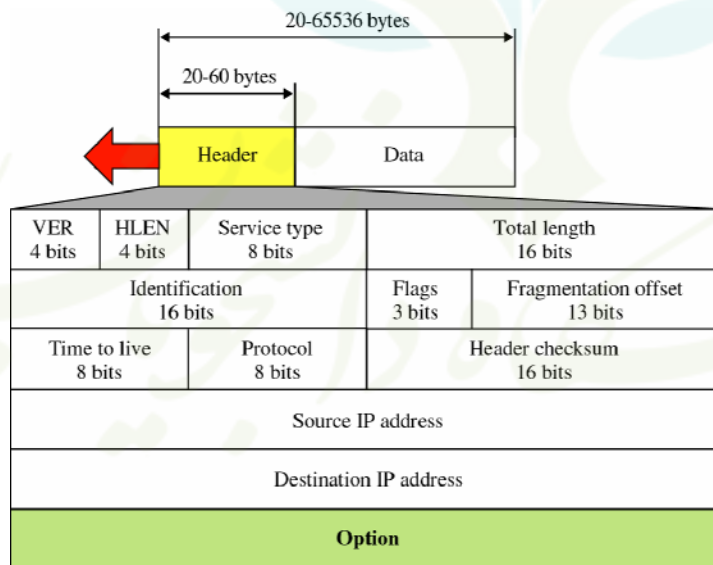 20-65536 bytes
20-60 bytes
Header
Data
VER
4 bits
HLEN
4 bits
Service type
8 bits
Total length
16 bits
Identification
16 bits
Flags
3 bits
Fragmentation offset
13 bits
Time to live
8 bits
Protocol
8 bits
Header checksum
16 bits
Source IP address
Destination IP address
Option